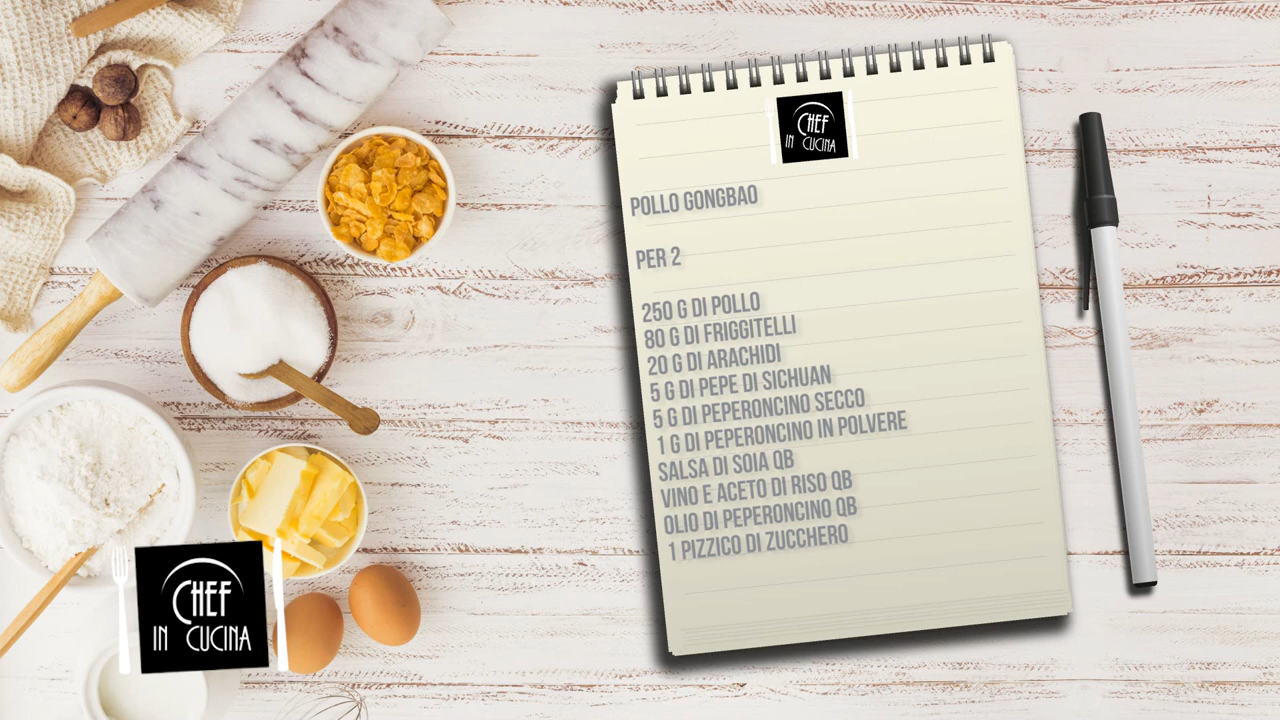 CHEF
IN CUCINA
POLLO GONGBAO
PER 2
250 G DI POLLO
80 G DI FRIGGITELLI
20 G DI ARACHIDI
5 G DI PEPE DI SICHUAN
5 G DI PEPERONCINO SECCO
1 G DI PEPERONCINO IN POLVERE
SALSA DI SOIA QB
VINO E ACETO DI RISO QB
OLIO DI PEPERONCINO QB
1 PIZZICO DI ZUCCHERO
CHEF
IN CUCINA